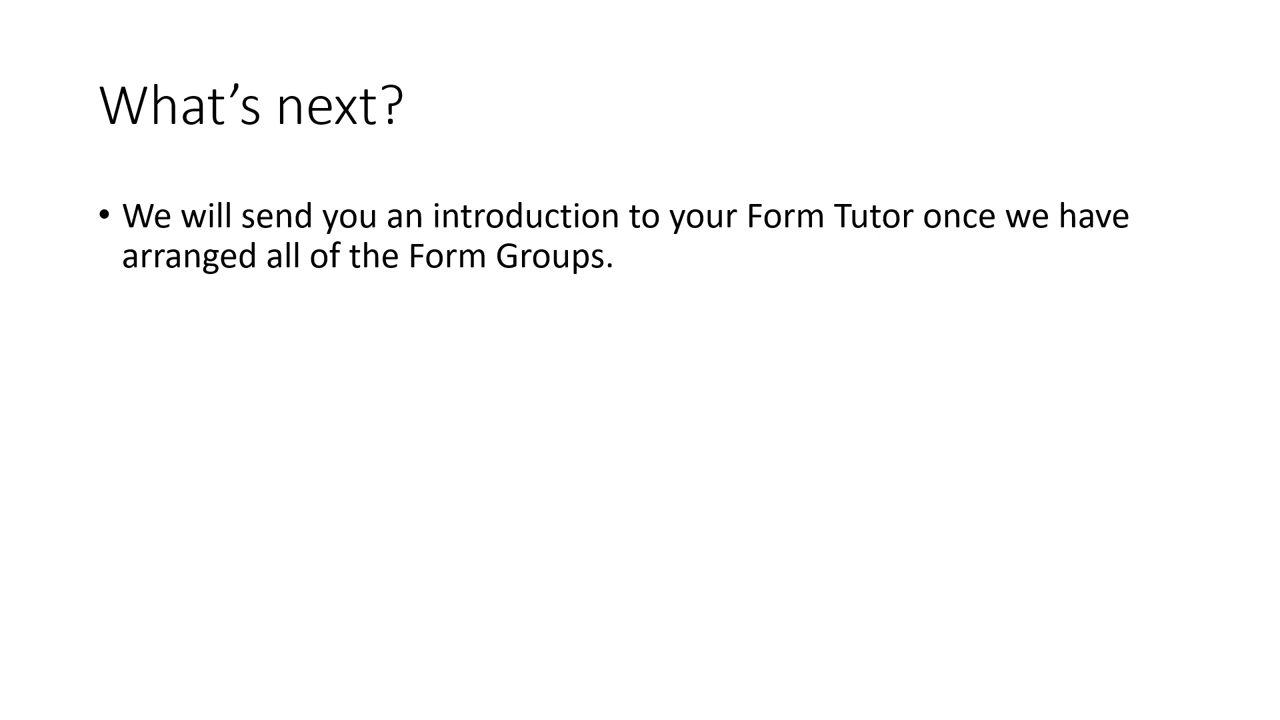 What’s next?
• We will send you an introduction to your Form Tutor once we have
arranged all of the Form Groups.